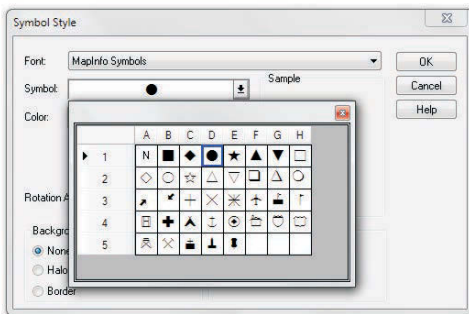 Symbol Style
Font: MapInfo Symbols
OK
Symbol:
Sample
Cancel
Color:
Help
A B C D E F G H
1 N
2
3
4
5
Rotation A
Backgro
None
Halo
Border